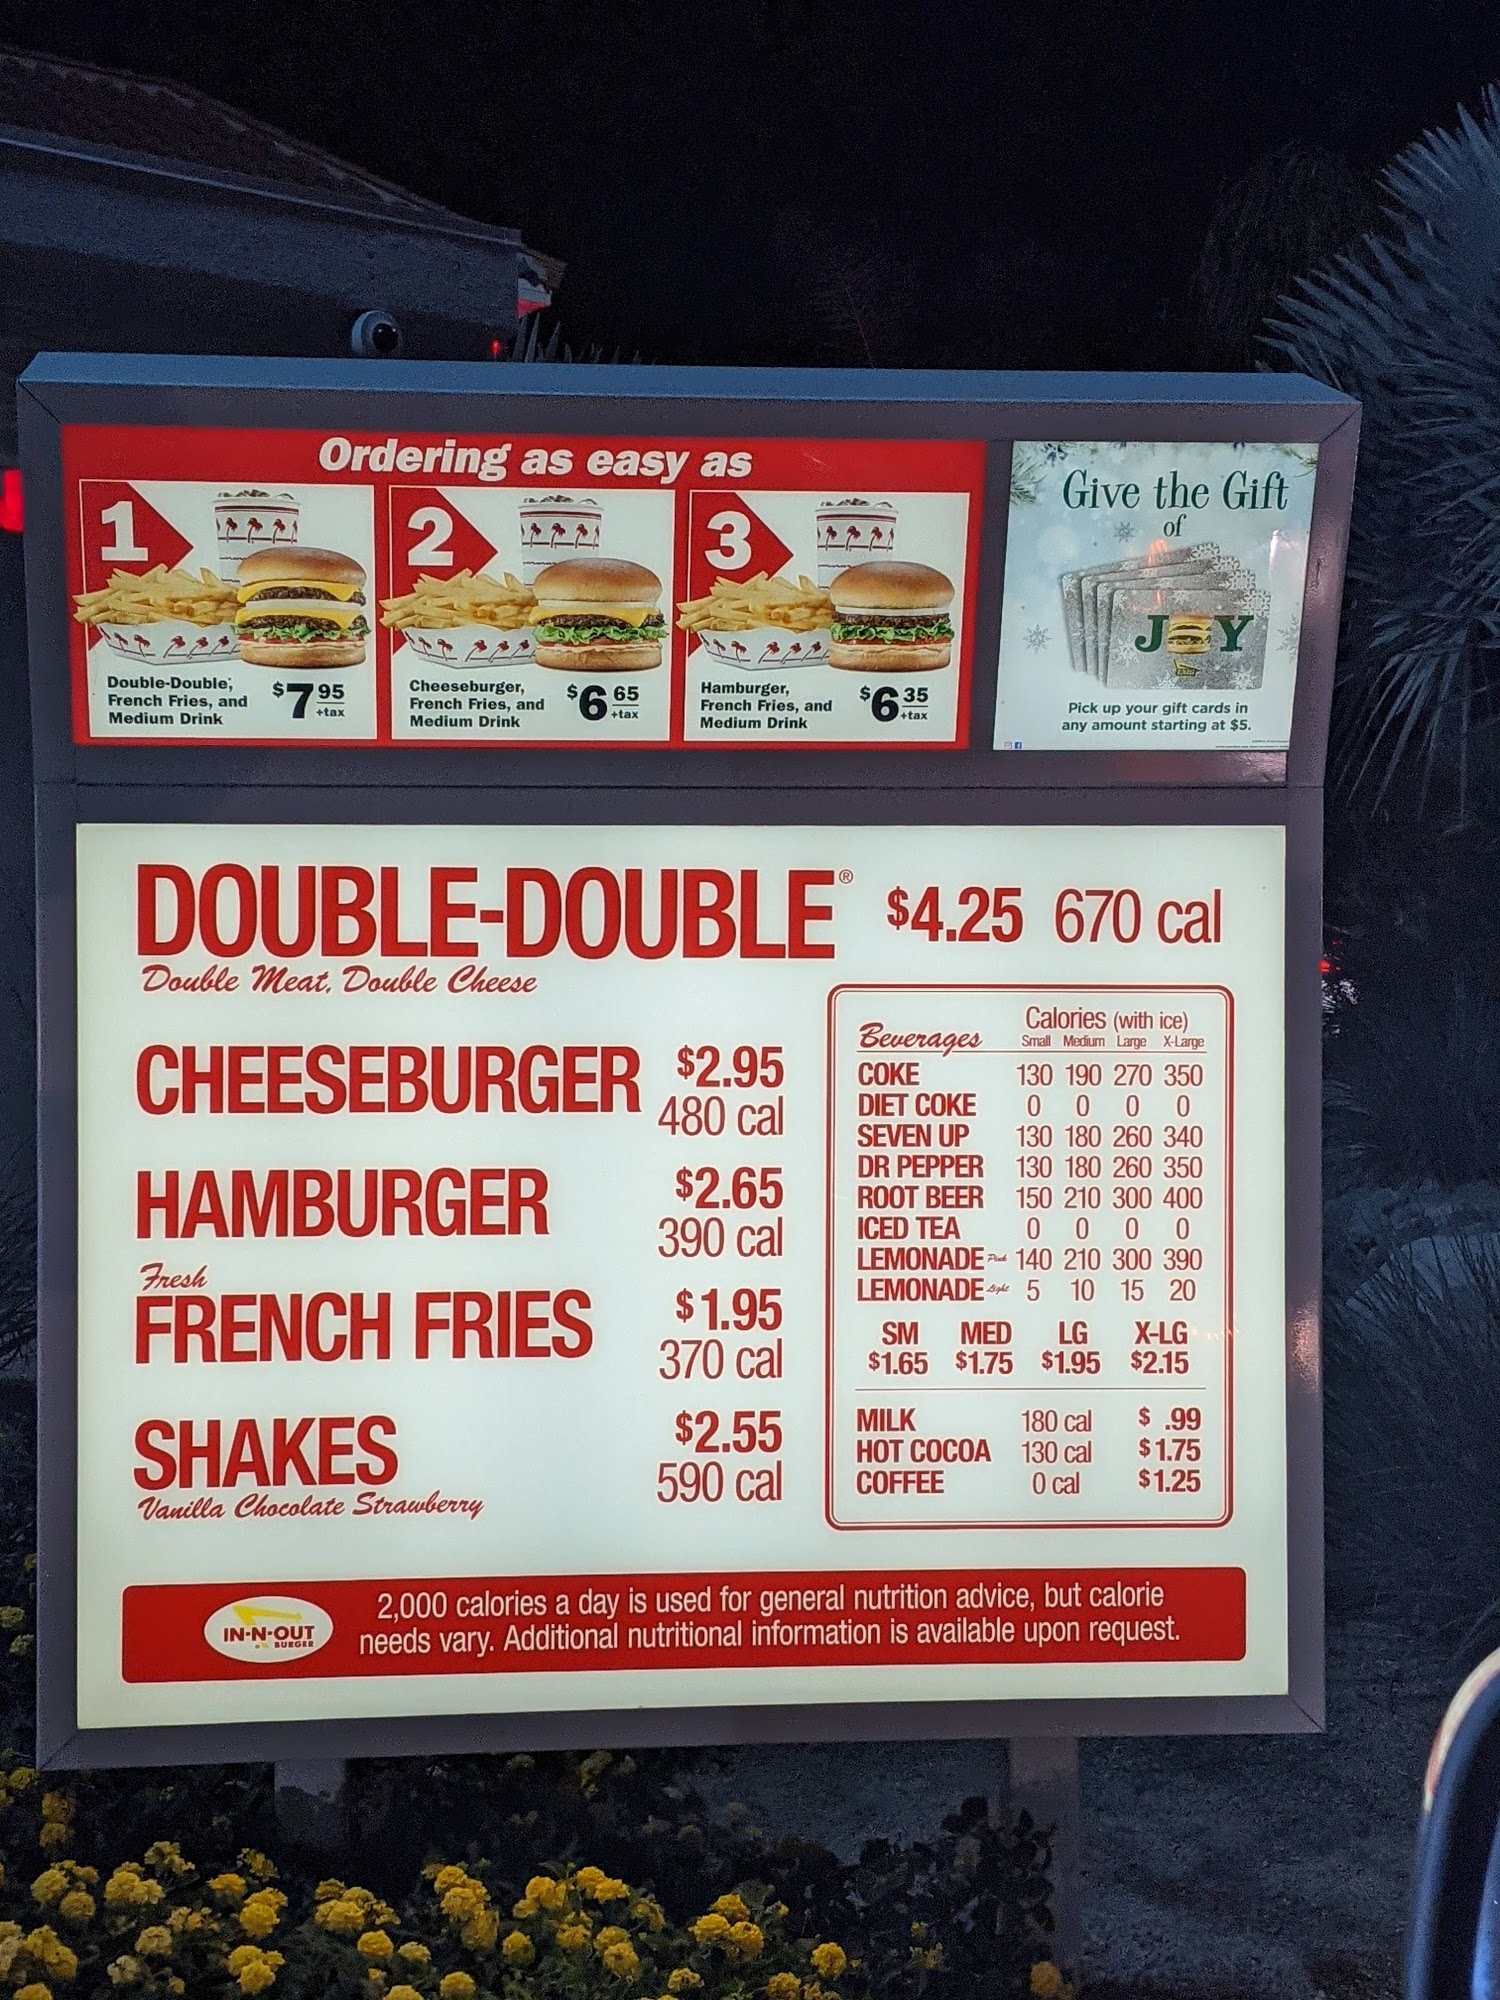 Ordering as easy as
1
Double-Double®,
French Fries, and
Medium Drink
$7 95
+tax
2
Cheeseburger,
French Fries, and
Medium Drink
$6 65
+tax
3
Hamburger,
French Fries, and
Medium Drink
$6 35
+tax
Give the Gift
of
JOY
Pick up your gift cards in
any amount starting at $5.
DOUBLE-DOUBLE® $4.25 670 cal
Double Meat, Double Cheese
CHEESEBURGER $2.95
480 cal
HAMBURGER $2.65
390 cal
Fresh
FRENCH FRIES $1.95
370 cal
SHAKES $2.55
590 cal
Vanilla Chocolate Strawberry
Beverages Calories (with ice)
Small Medium Large X-Large
COKE 130 190 270 350
DIET COKE 0 0 0 0
SEVEN UP 130 180 260 340
DR PEPPER 130 180 260 350
ROOT BEER 150 210 300 400
ICED TEA 0 0 0 0
LEMONADE Pink 140 210 300 390
LEMONADE Light 5 10 15 20
SM MED LG X-LG
$1.65 $1.75 $1.95 $2.15
MILK 180 cal $ .99
HOT COCOA 130 cal $1.75
COFFEE 0 cal $1.25
IN-N-OUT
BURGER
2,000 calories a day is used for general nutrition advice, but calorie
needs vary. Additional nutritional information is available upon request.